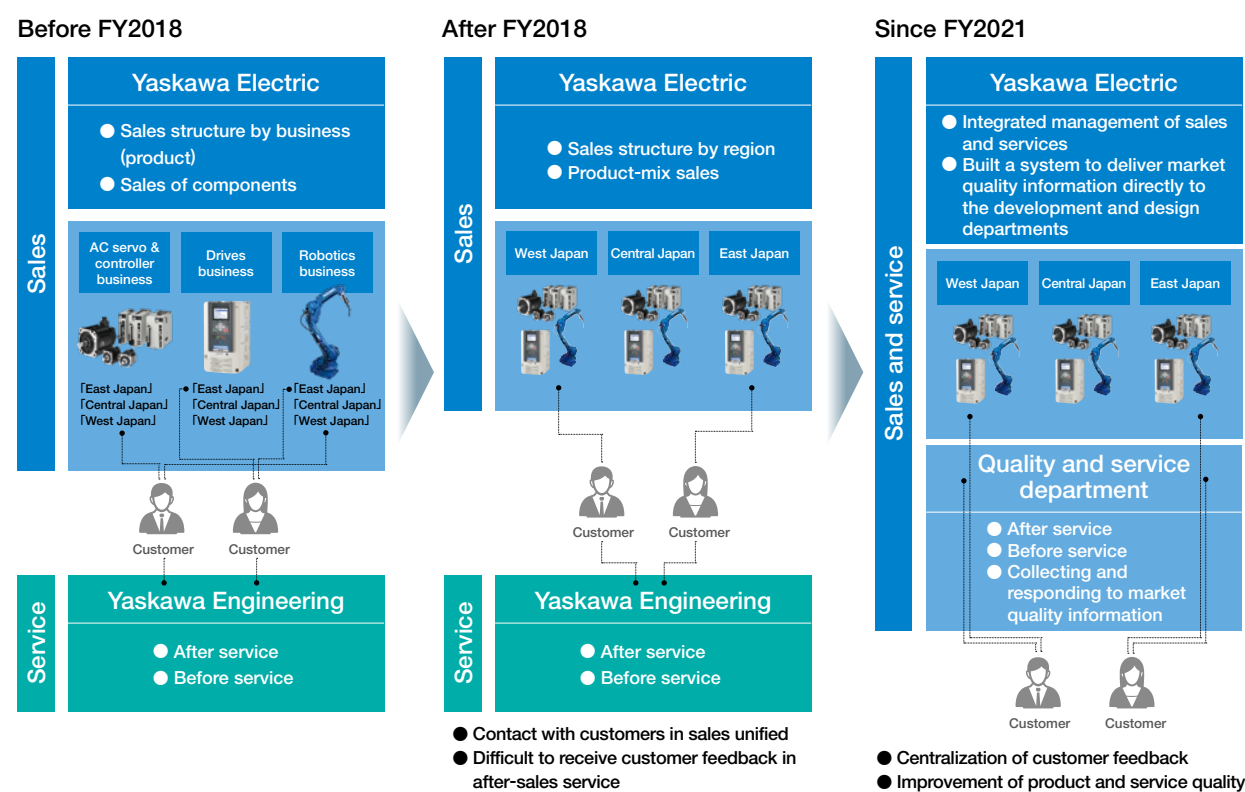 Before FY2018
Sales
Yaskawa Electric
● Sales structure by business
(product)
● Sales of components
AC servo &
controller
business
Drives
business
Robotics
business
｢East Japan｣
｢Central Japan｣
｢West Japan｣
｢East Japan｣
｢Central Japan｣
｢West Japan｣
｢East Japan｣
｢Central Japan｣
｢West Japan｣
Customer
Customer
Service
Yaskawa Engineering
● After service
● Before service
After FY2018
Sales
Yaskawa Electric
● Sales structure by region
● Product-mix sales
West Japan
Central Japan
East Japan
Customer
Customer
Service
Yaskawa Engineering
● After service
● Before service
● Contact with customers in sales unified
● Difficult to receive customer feedback in
after-sales service
Since FY2021
Sales and service
Yaskawa Electric
● Integrated management of sales
and services
● Built a system to deliver market
quality information directly to
the development and design
departments
West Japan
Central Japan
East Japan
Quality and service
department
● After service
● Before service
● Collecting and
responding to market
quality information
Customer
Customer
● Centralization of customer feedback
● Improvement of product and service quality